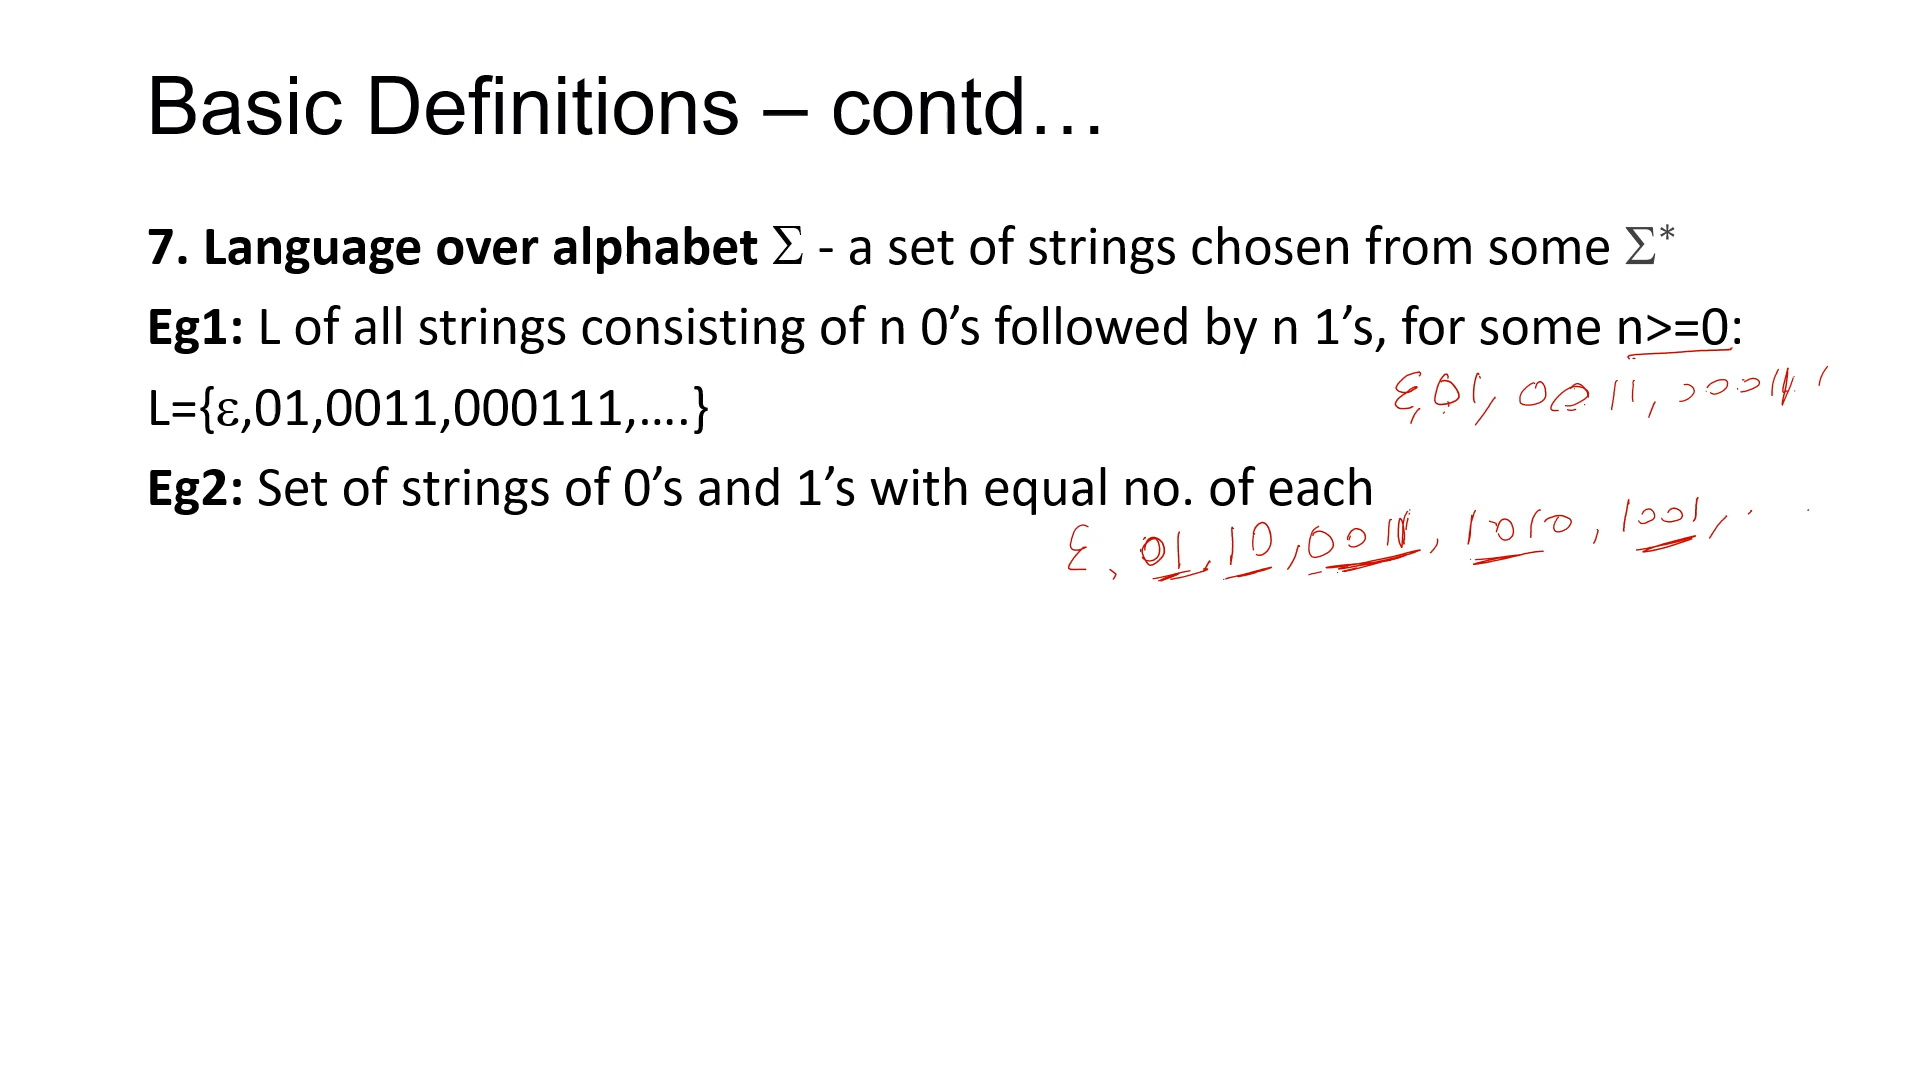 Basic Definitions – contd…
7. Language over alphabet Σ - a set of strings chosen from some Σ*
Eg1: L of all strings consisting of n 0’s followed by n 1’s, for some n>=0:
ε,01, 0011,
L={ε,01,0011,000111,….}
Eg2: Set of strings of 0’s and 1’s with equal no. of each
ε, 01, 10, 0011, 1010, 1001, . .